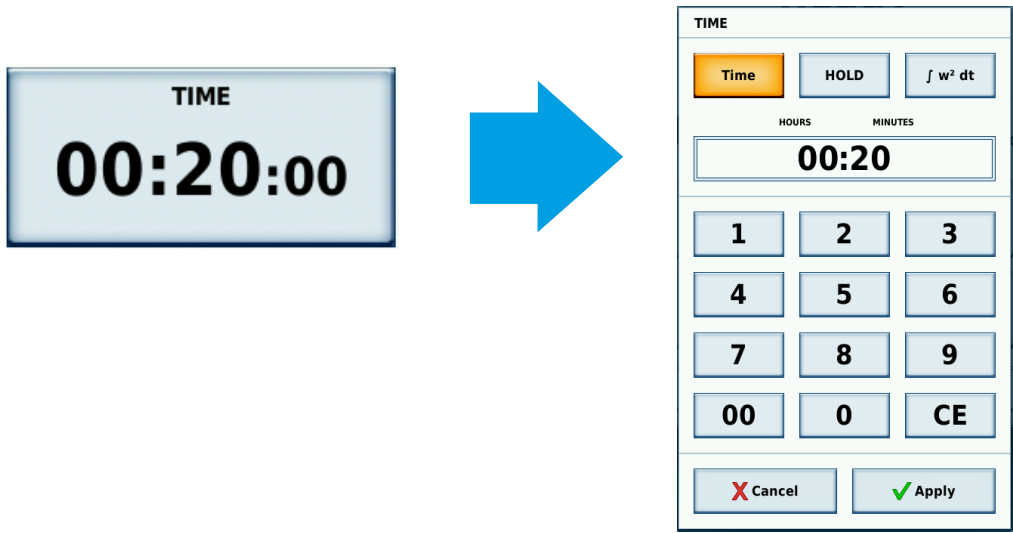 TIME
00:20:00
TIME
Time HOLD ∫ w² dt
HOURS MINUTES
00:20
1 2 3
4 5 6
7 8 9
00 0 CE
Cancel Apply